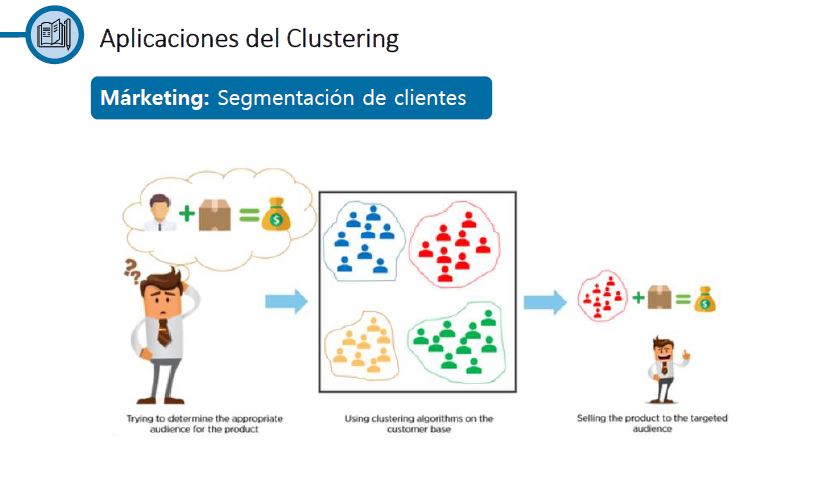 Aplicaciones del Clustering
Márketing: Segmentación de clientes
??
$
$
Trying to determine the appropriate
audience for the product
Using clustering algorithms on the
customer base
Selling the product to the targeted
audience